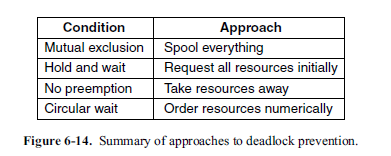 Condition Approach
Mutual exclusion Spool everything
Hold and wait Request all resources initially
No preemption Take resources away
Circular wait Order resources numerically
Figure 6-14. Summary of approaches to deadlock prevention.